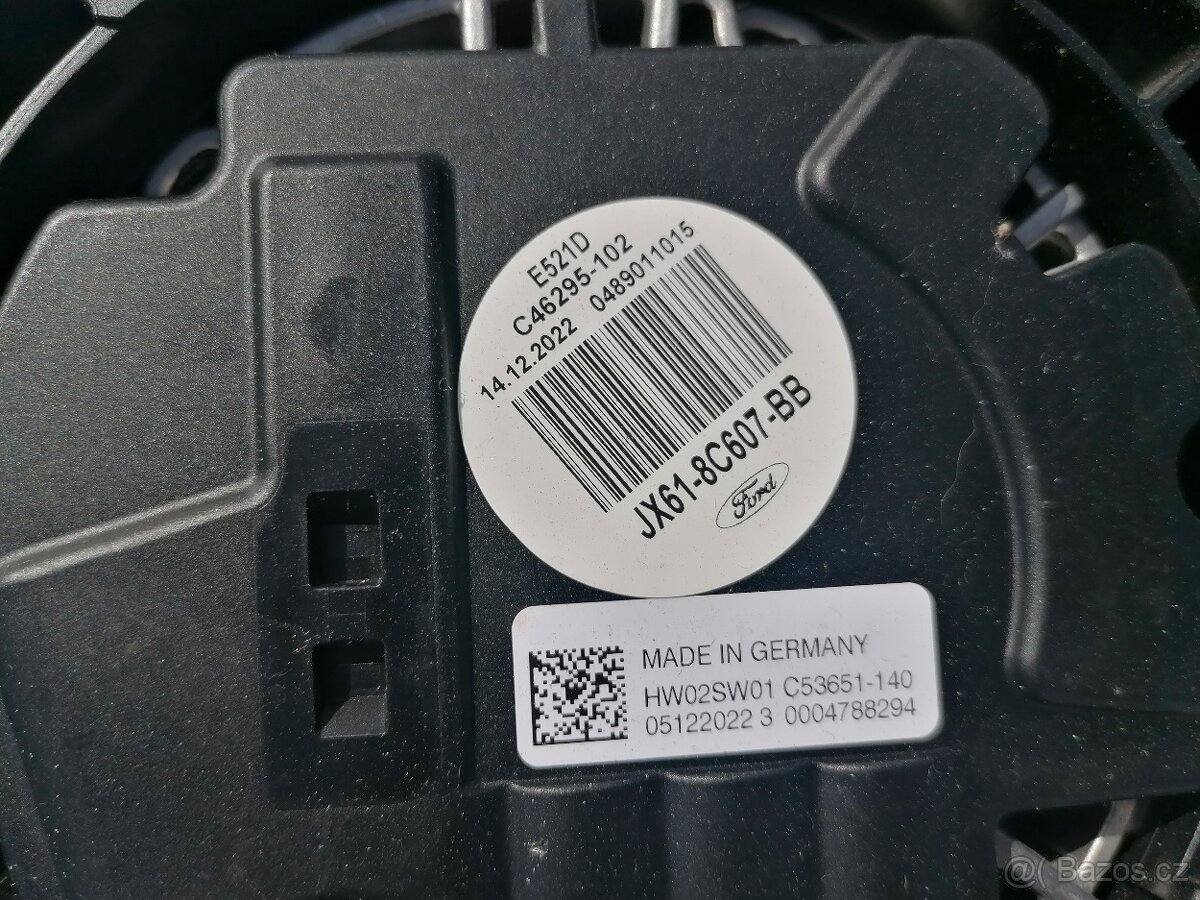 E521D
C46295-102
14.12.2022 0489011015
JX61-8C607-BB
Ford
MADE IN GERMANY
HW02SW01 C53651-140
05122022 3 0004788294
@( Bazos.cz